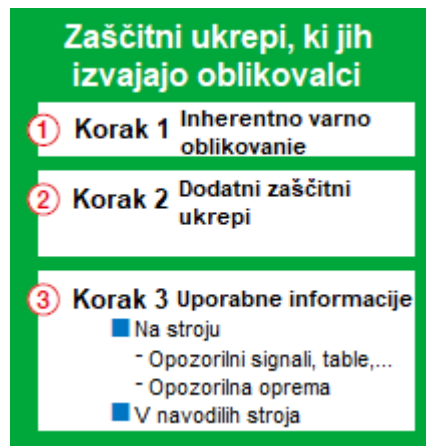 Zaščitni ukrepi, ki jih
izvajajo oblikovalci
1 Korak 1 Inherentno varno
oblikovanie
2 Korak 2 Dodatni zaščitni
ukrepi
3 Korak 3 Uporabne informacije
Na stroju
- Opozorilni signali, table,...
- Opozorilna oprema
V navodilih stroja